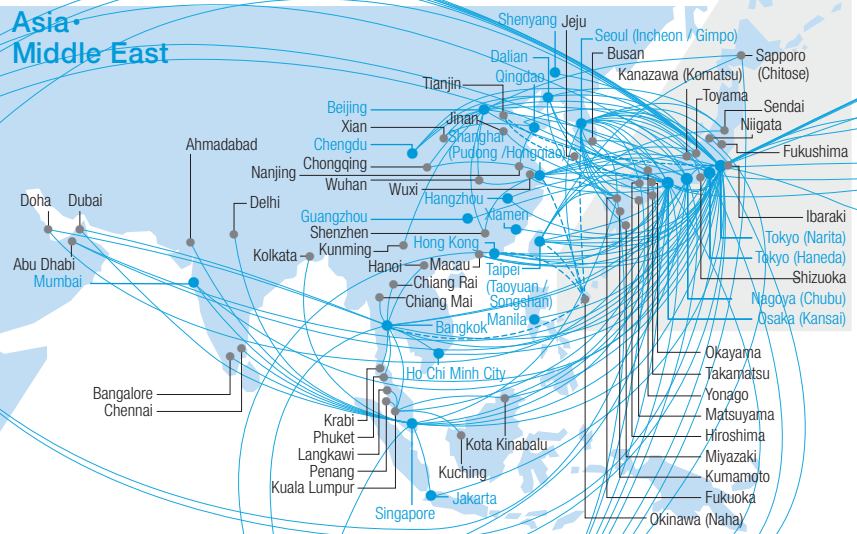 Asia・
Middle East
Shenyang
Jeju
Seoul (Incheon / Gimpo)
Dalian
Busan
Sapporo
(Chitose)
Qingdao
Kanazawa (Komatsu)
Tianjin
Toyama
Beijing
Sendai
Jinan
Niigata
Xian
Shanghai
(Pudong /Hongqiao)
Ahmadabad
Chengdu
Fukushima
Chongqing
Nanjing
Wuhan
Wuxi
Doha
Dubai
Delhi
Hangzhou
Guangzhou
Xiamen
Ibaraki
Shenzhen
Tokyo (Narita)
Kunming
Hong Kong
Kolkata
Tokyo (Haneda)
Abu Dhabi
Hanoi
Macau
Taipei
(Taoyuan /
Songshan)
Mumbai
Shizuoka
Chiang Rai
Chiang Mai
Nagoya (Chubu)
Manila
Osaka (Kansai)
Bangkok
Okayama
Ho Chi Minh City
Takamatsu
Bangalore
Yonago
Chennai
Matsuyama
Krabi
Hiroshima
Phuket
Kota Kinabalu
Langkawi
Miyazaki
Penang
Kuching
Kumamoto
Kuala Lumpur
Jakarta
Fukuoka
Singapore
Okinawa (Naha)